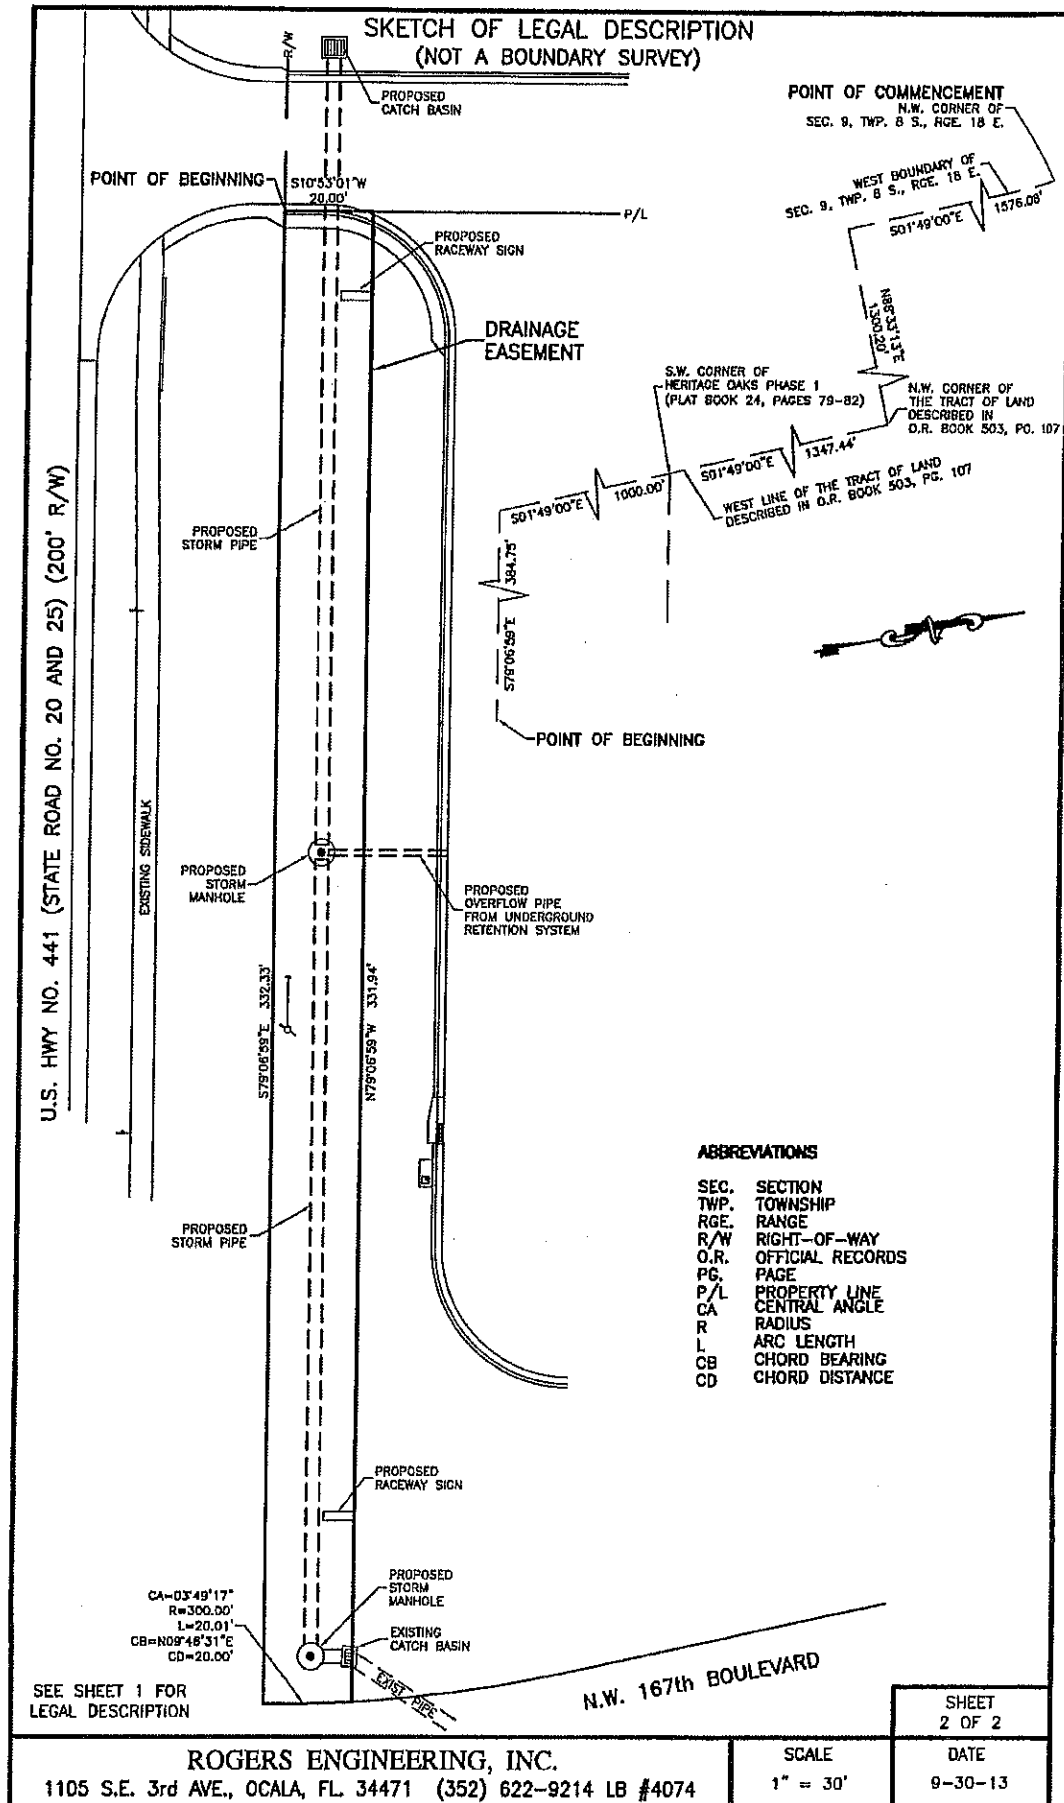 SKETCH OF LEGAL DESCRIPTION
(NOT A BOUNDARY SURVEY)
R/W
PROPOSED
CATCH BASIN
POINT OF COMMENCEMENT
N.W. CORNER OF
SEC. 9, TWP. 8 S., RGE. 18 E.
WEST BOUNDARY OF
SEC. 9, TWP. 8 S., RGE. 18 E.
S01°49'00"E
1576.08'
POINT OF BEGINNING
S10°53'01"W
20.00'
P/L
PROPOSED
RACEWAY SIGN
N88°33'13"E
1300.20'
DRAINAGE
EASEMENT
S.W. CORNER OF
HERITAGE OAKS PHASE 1
(PLAT BOOK 24, PAGES 79-82)
N.W. CORNER OF
THE TRACT OF LAND
DESCRIBED IN
O.R. BOOK 503, PG. 107
S01°49'00"E
1347.44'
S01°49'00"E
1000.00'
WEST LINE OF THE TRACT OF LAND
DESCRIBED IN O.R. BOOK 503, PG. 107
PROPOSED
STORM PIPE
S79°06'59"E 384.75'
POINT OF BEGINNING
U.S. HWY NO. 441 (STATE ROAD NO. 20 AND 25) (200' R/W)
EXISTING SIDEWALK
PROPOSED
STORM
MANHOLE
PROPOSED
OVERFLOW PIPE
FROM UNDERGROUND
RETENTION SYSTEM
S79°06'59"E 332.33'
N79°06'59"W 331.94'
ABBREVIATIONS
SEC. SECTION
TWP. TOWNSHIP
RGE. RANGE
R/W RIGHT-OF-WAY
O.R. OFFICIAL RECORDS
PG. PAGE
P/L PROPERTY LINE
CA CENTRAL ANGLE
R RADIUS
L ARC LENGTH
CB CHORD BEARING
CD CHORD DISTANCE
PROPOSED
STORM PIPE
PROPOSED
RACEWAY SIGN
CA=03°49'17"
R=300.00'
L=20.01'
CB=N09°48'31"E
CD=20.00'
PROPOSED
STORM
MANHOLE
EXISTING
CATCH BASIN
EXIST PIPE
N.W. 167th BOULEVARD
SEE SHEET 1 FOR
LEGAL DESCRIPTION
SHEET
2 OF 2
ROGERS ENGINEERING, INC.
1105 S.E. 3rd AVE., OCALA, FL. 34471 (352) 622-9214 LB #4074
SCALE
1" = 30'
DATE
9-30-13